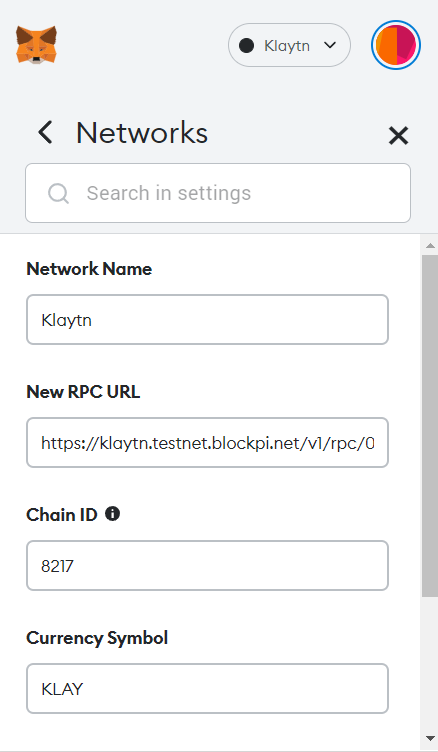 Klaytn
Networks
Search in settings
Network Name
Klaytn
New RPC URL
https://klaytn.testnet.blockpi.net/v1/rpc/0
Chain ID
8217
Currency Symbol
KLAY